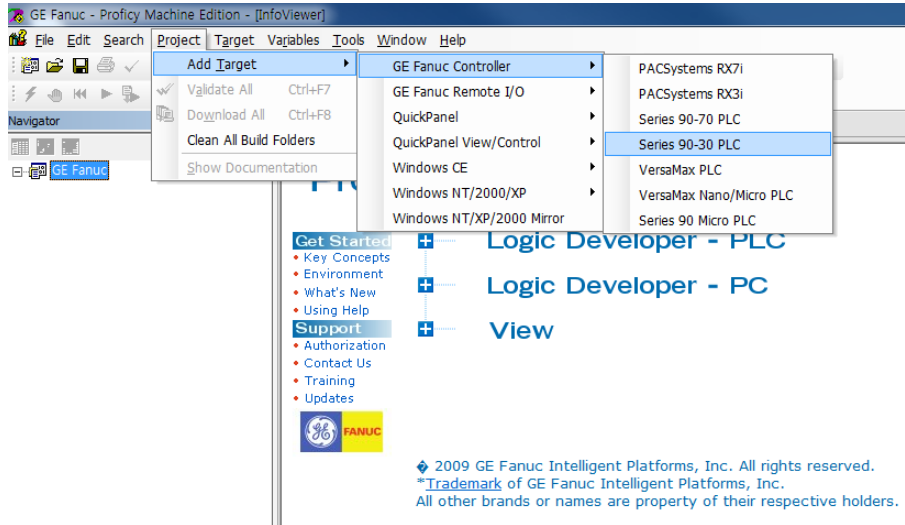 GE Fanuc - Proficy Machine Edition - [InfoViewer]
File Edit Search Project Target Variables Tools Window Help
Add Target
Validate All Ctrl+F7
Download All Ctrl+F8
Clean All Build Folders
Show Documentation
GE Fanuc Controller
GE Fanuc Remote I/O
QuickPanel
QuickPanel View/Control
Windows CE
Windows NT/2000/XP
Windows NT/XP/2000 Mirror
PACSystems RX7i
PACSystems RX3i
Series 90-70 PLC
Series 90-30 PLC
VersaMax PLC
VersaMax Nano/Micro PLC
Series 90 Micro PLC
Navigator
GE Fanuc
Get Started
• Key Concepts
• Environment
• What's New
• Using Help
Support
• Authorization
• Contact Us
• Training
• Updates
GE FANUC
Logic Developer - PLC
Logic Developer - PC
View
� 2009 GE Fanuc Intelligent Platforms, Inc. All rights reserved.
*Trademark of GE Fanuc Intelligent Platforms, Inc.
All other brands or names are property of their respective holders.